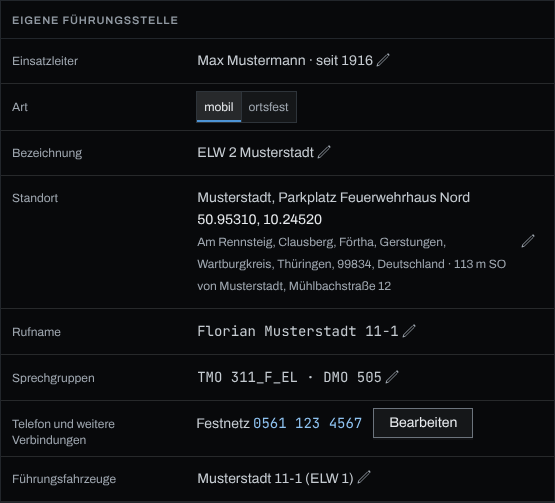 EIGENE FÜHRUNGSSTELLE
Einsatzleiter
Max Mustermann · seit 1916
Art
mobil ortsfest
Bezeichnung
ELW 2 Musterstadt
Standort
Musterstadt, Parkplatz Feuerwehrhaus Nord
50.95310, 10.24520
Am Rennsteig, Clausberg, Förtha, Gerstungen,
Wartburgkreis, Thüringen, 99834, Deutschland · 113 m SO
von Musterstadt, Mühlbachstraße 12
Rufname
Florian Musterstadt 11-1
Sprechgruppen
TMO 311_F_EL · DMO 505
Telefon und weitere
Verbindungen
Festnetz 0561 123 4567 Bearbeiten
Führungsfahrzeuge
Musterstadt 11-1 (ELW 1)